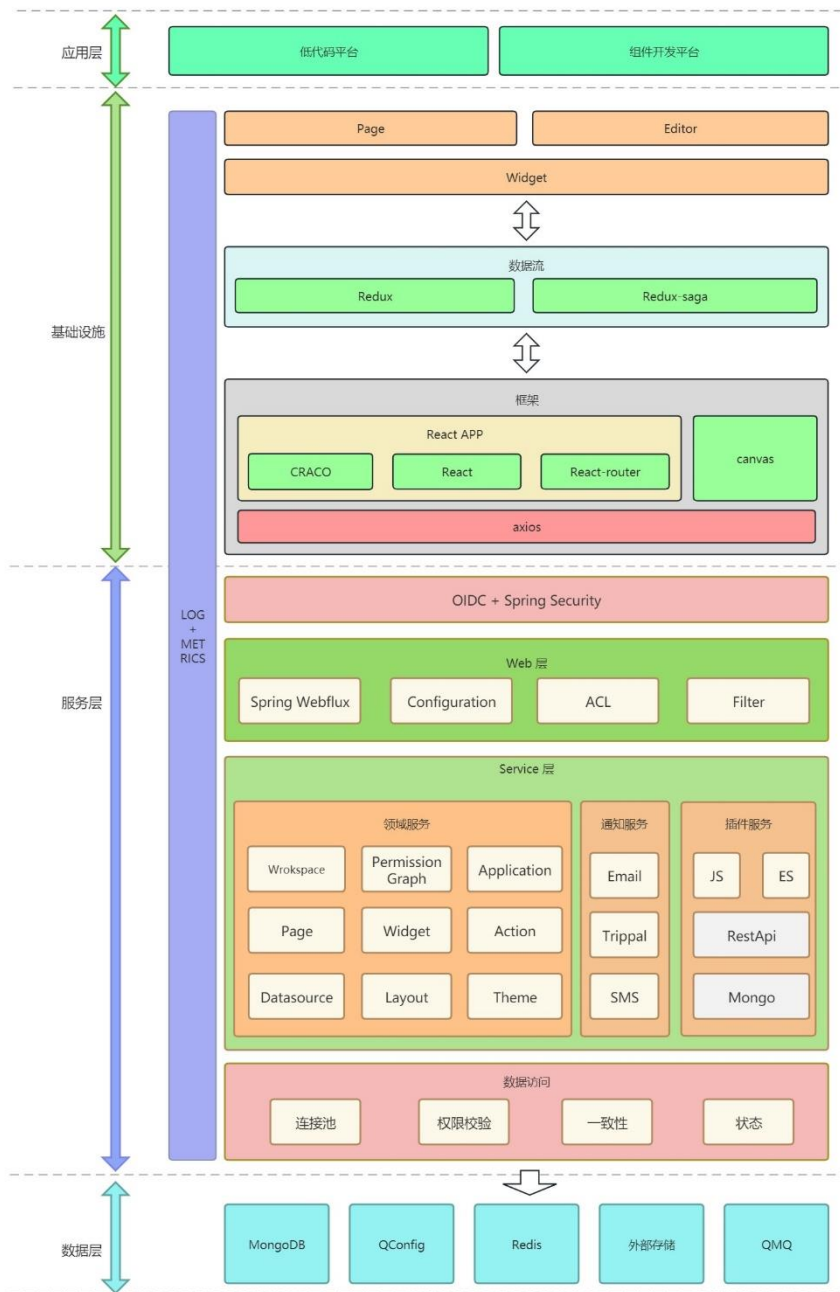 应用层
低代码平台
组件开发平台
基础设施
Page
Editor
Widget
数据流
Redux
Redux-saga
框架
React APP
CRACO
React
React-router
canvas
axios
LOG
+
MET
RICS
服务层
OIDC + Spring Security
Web 层
Spring Webflux
Configuration
ACL
Filter
Service 层
领域服务
Wrokspace
Permission
Graph
Application
Page
Widget
Action
Datasource
Layout
Theme
通知服务
Email
Trippal
SMS
插件服务
JS
ES
RestApi
Mongo
数据访问
连接池
权限校验
一致性
状态
数据层
MongoDB
QConfig
Redis
外部存储
QMQ